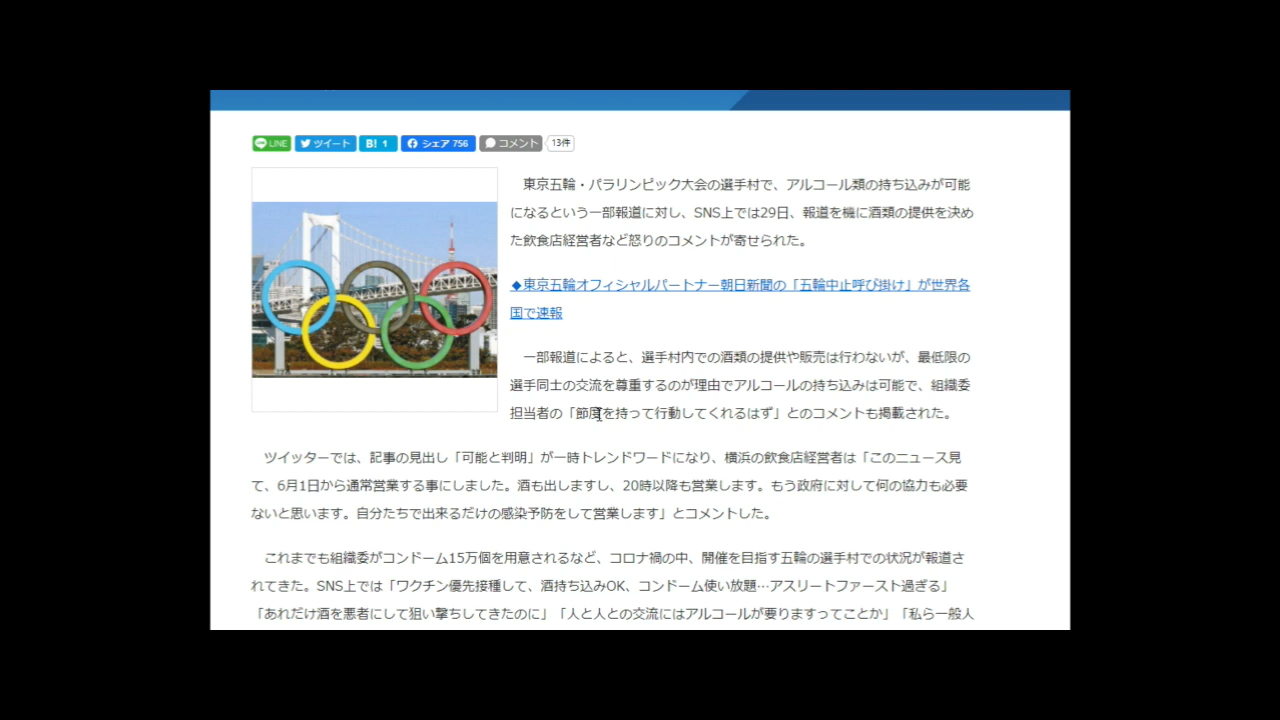 LINE ツイート B! 1 シェア 756 コメント 13件
東京五輪・パラリンピック大会の選手村で、アルコール類の持ち込みが可能
になるという一部報道に対し、SNS上では29日、報道を機に酒類の提供を決め
た飲食店経営者など怒りのコメントが寄せられた。
◆東京五輪オフィシャルパートナー朝日新聞の「五輪中止呼び掛け」が世界各
国で速報
一部報道によると、選手村内での酒類の提供や販売は行わないが、最低限の
選手同士の交流を尊重するのが理由でアルコールの持ち込みは可能で、組織委
担当者の「節度を持って行動してくれるはず」とのコメントも掲載された。
ツイッターでは、記事の見出し「可能と判明」が一時トレンドワードになり、横浜の飲食店経営者は「このニュース見
て、6月1日から通常営業する事にしました。酒も出しますし、20時以降も営業します。もう政府に対して何の協力も必要
ないと思います。自分たちで出来るだけの感染予防をして営業します」とコメントした。
これまでも組織委がコンドーム15万個を用意されるなど、コロナ禍の中、開催を目指す五輪の選手村での状況が報道さ
れてきた。SNS上では「ワクチン優先接種して、酒持ち込みOK、コンドーム使い放題…アスリートファースト過ぎる」
「あれだけ酒を悪者にして狙い撃ちしてきたのに」「人と人との交流にはアルコールが要りますってことか」「私ら一般人